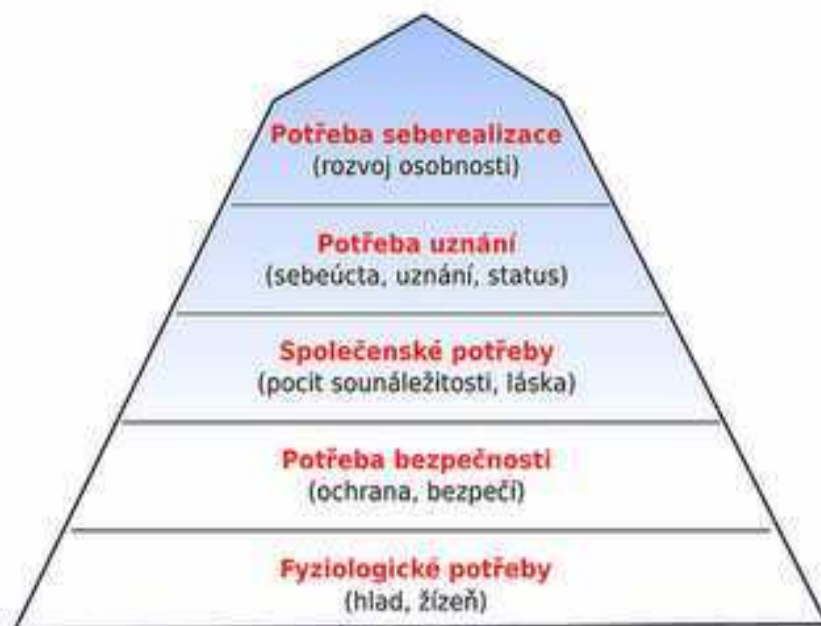 Potřeba seberealizace
(rozvoj osobnosti)
Potřeba uznání
(sebeúcta, uznání, status)
Společenské potřeby
(pocit sounáležitosti, láska)
Potřeba bezpečnosti
(ochrana, bezpečí)
Fyziologické potřeby
(hlad, žízeň)